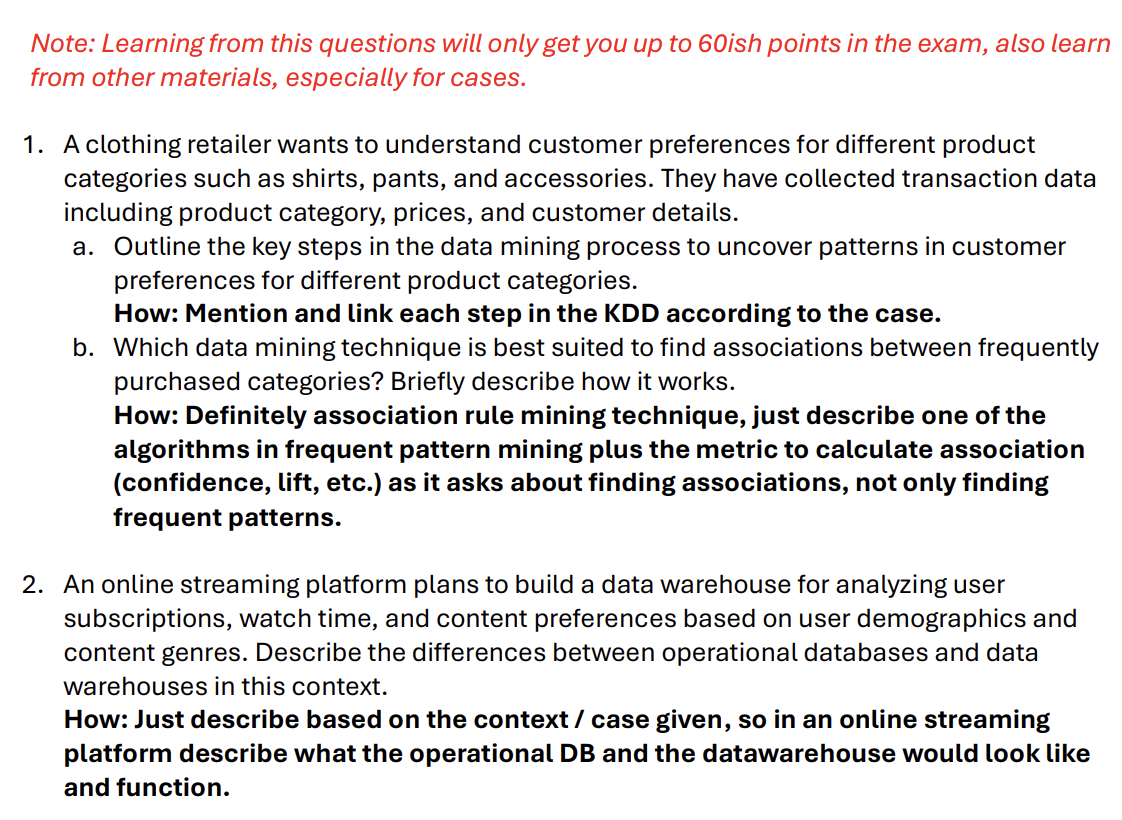 Note: Learning from this questions will only get you up to 60ish points in the exam, also learn
from other materials, especially for cases.
1. A clothing retailer wants to understand customer preferences for different product
categories such as shirts, pants, and accessories. They have collected transaction data
including product category, prices, and customer details.
a. Outline the key steps in the data mining process to uncover patterns in customer
preferences for different product categories.
How: Mention and link each step in the KDD according to the case.
b. Which data mining technique is best suited to find associations between frequently
purchased categories? Briefly describe how it works.
How: Definitely association rule mining technique, just describe one of the
algorithms in frequent pattern mining plus the metric to calculate association
(confidence, lift, etc.) as it asks about finding associations, not only finding
frequent patterns.
2. An online streaming platform plans to build a data warehouse for analyzing user
subscriptions, watch time, and content preferences based on user demographics and
content genres. Describe the differences between operational databases and data
warehouses in this context.
How: Just describe based on the context / case given, so in an online streaming
platform describe what the operational DB and the datawarehouse would look like
and function.